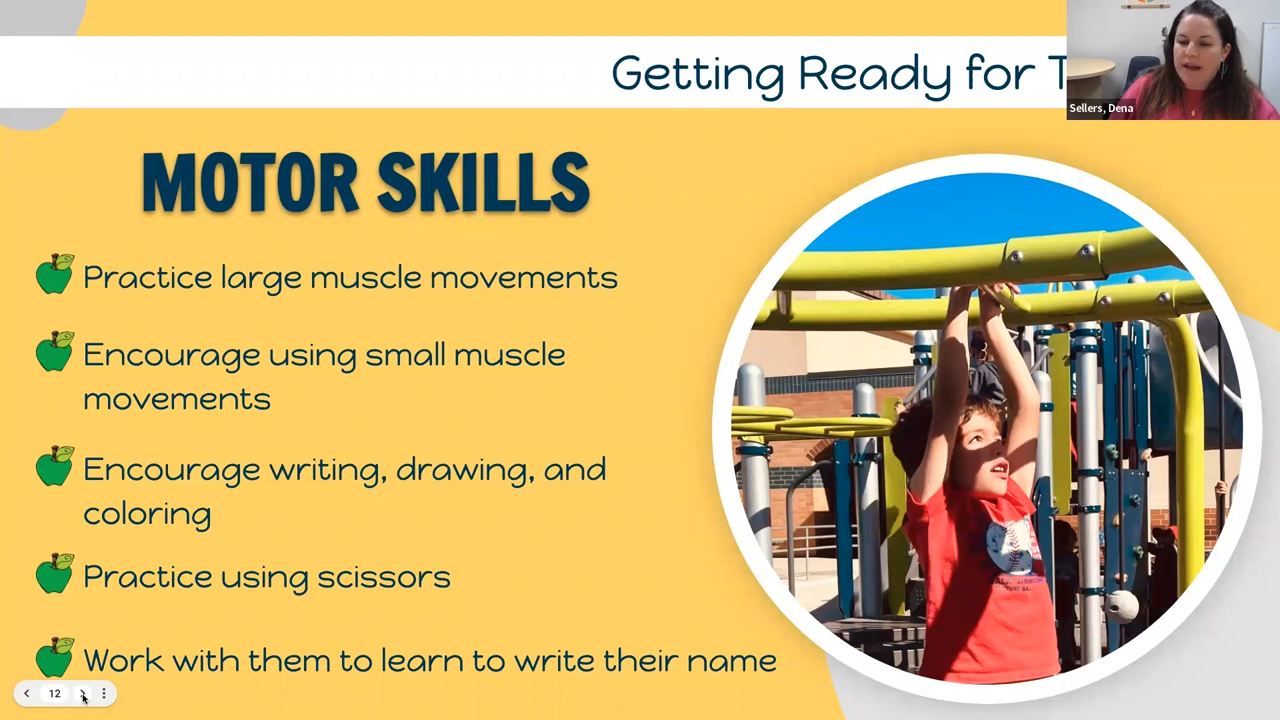 Getting Ready for T
Sellers, Dena
MOTOR SKILLS
Practice large muscle movements
Encourage using small muscle
movements
Encourage writing, drawing, and
coloring
Practice using scissors
Work with them to learn to write their name
12